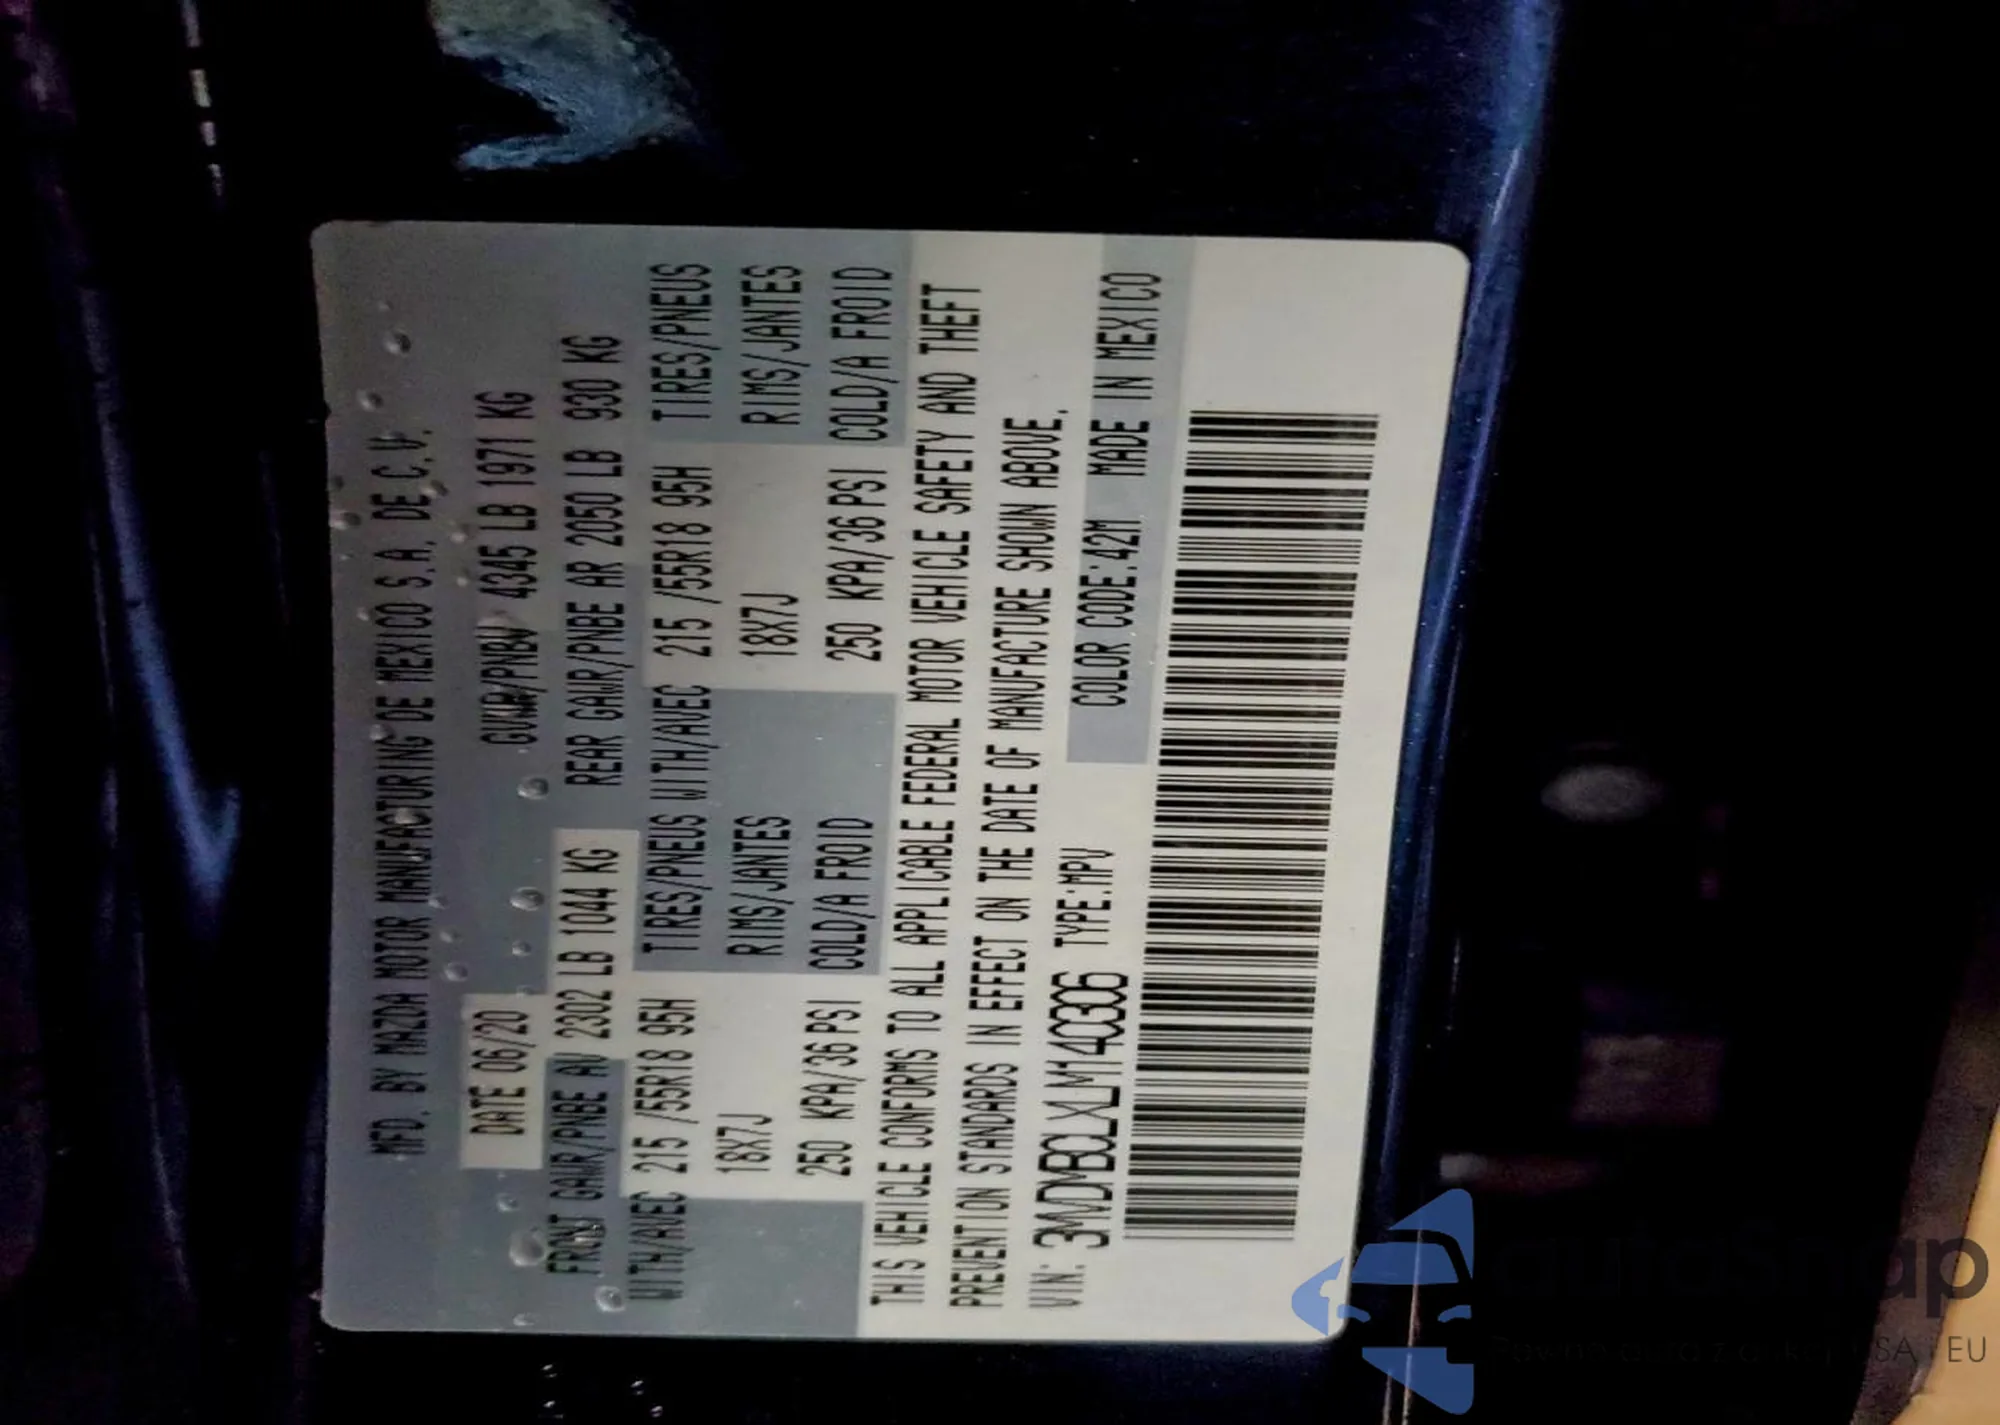 MFD. BY MAZDA MOTOR MANUFACTURING DE MEXICO S.A. DE C.V.
DATE 06/20 GVWR/PNBV 4345 LB 1971 KG
FRONT GAWR/PNBE AV 2302 LB 1044 KG REAR GAWR/PNBE AR 2050 LB 930 KG
WITH/AVEC 215 /55R18 95H TIRES/PNEUS WITH/AVEC 215 /55R18 95H TIRES/PNEUS
18X7J RIMS/JANTES 18X7J RIMS/JANTES
250 KPA/36 PSI COLD/A FROID 250 KPA/36 PSI COLD/A FROID
THIS VEHICLE CONFORMS TO ALL APPLICABLE FEDERAL MOTOR VEHICLE SAFETY AND THEFT
PREVENTION STANDARDS IN EFFECT ON THE DATE OF MANUFACTURE SHOWN ABOVE.
VIN: 3MVDMBCLXLM140306 TYPE:MPV COLOR CODE:42M MADE IN MEXICO
autoSnap
USA i EU